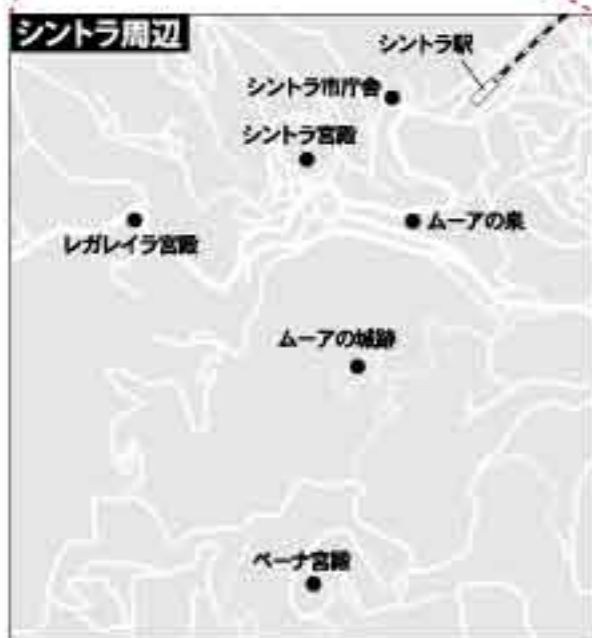 シントラ周辺
シントラ駅
シントラ市庁舎
シントラ宮殿
レガレイラ宮殿
ムーアの泉
ムーアの城跡
ペーナ宮殿